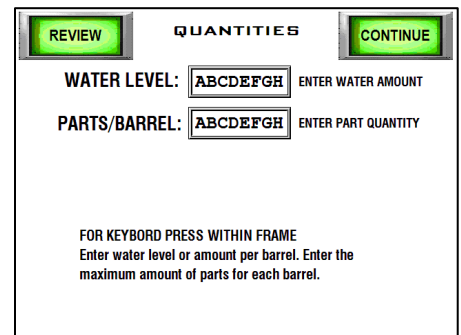 REVIEW QUANTITIES CONTINUE
WATER LEVEL: ABCDEFGH ENTER WATER AMOUNT
PARTS/BARREL: ABCDEFGH ENTER PART QUANTITY
FOR KEYBORD PRESS WITHIN FRAME
Enter water level or amount per barrel. Enter the
maximum amount of parts for each barrel.